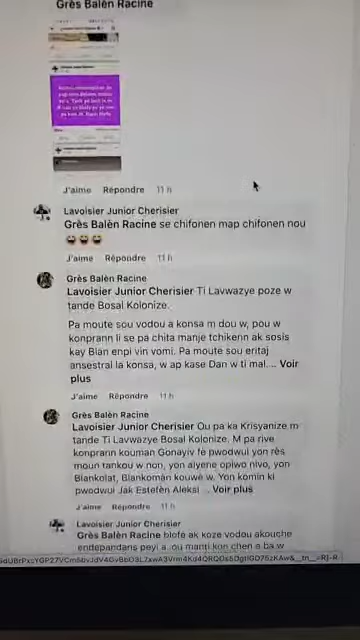 Grès Balèn Racine
J'aime Répondre 11 h
Lavoisier Junior Cherisier
Grès Balèn Racine se chifonen map chifonen nou
😂😂😂
J'aime Répondre 11 h
Grès Balèn Racine
Lavoisier Junior Cherisier Ti Lavwazye poze w
tande Bosal Kolonize.
Pa moute sou vodou a konsa m dou w, pou w
konprann li se pa chita manje tchikenn ak sosis
kay Blan enpi vin vomi. Pa moute sou eritaj
ansestral la konsa, w ap kase Dan w ti mal.... Voir
plus
J'aime Répondre 11 h
Grès Balèn Racine
Lavoisier Junior Cherisier Ou pa ka Krisyanize m
tande Ti Lavwazye Bosal Kolonize. M pa rive
konprann kouman Gonayiv fè pwodwui yon rès
moun tankou w non, yon alyene opiwo nivo, yon
Blankolat, Blankomàn kouwè w. Yon komin ki
pwodwui Jak Estefèn Aleksi ... Voir plus
J'aime Répondre 11 h
Lavoisier Junior Cherisier
Grès Balèn Racine blofè ak koze vodou akouche
endepandans peyi a ou manti kon chen e ba w